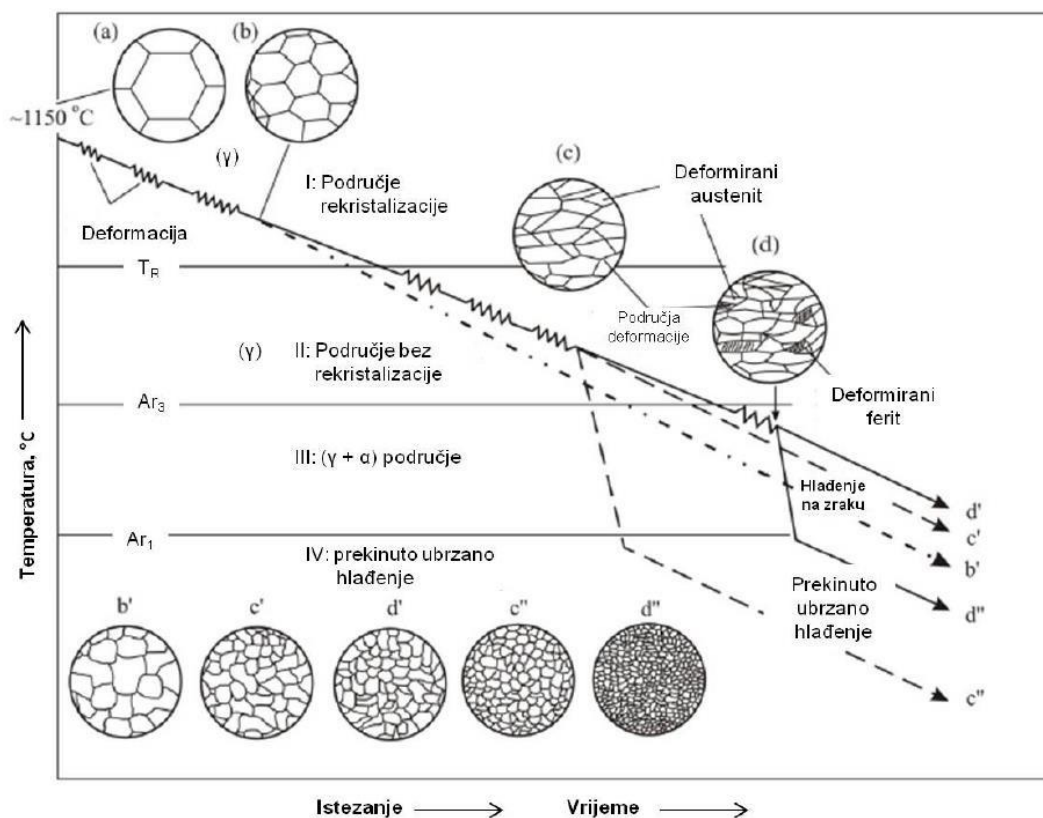 (a)
(b)
~1150 °C
(γ)
I: Područje
rekristalizacije
(c)
Deformirani
austenit
Deformacija
(d)
T_R
Područja
deformacije
(γ)
II: Područje bez
rekristalizacije
Ar₃
Deformirani
ferit
III: (γ + α) područje
Hlađenje
na zraku
d'
c'
b'
Ar₁
IV: prekinuto ubrzano
hlađenje
Prekinuto
ubrzano
hlađenje
d"
c"
b'
c'
d'
c"
d"
Temperatura, °C
Istezanje
Vrijeme